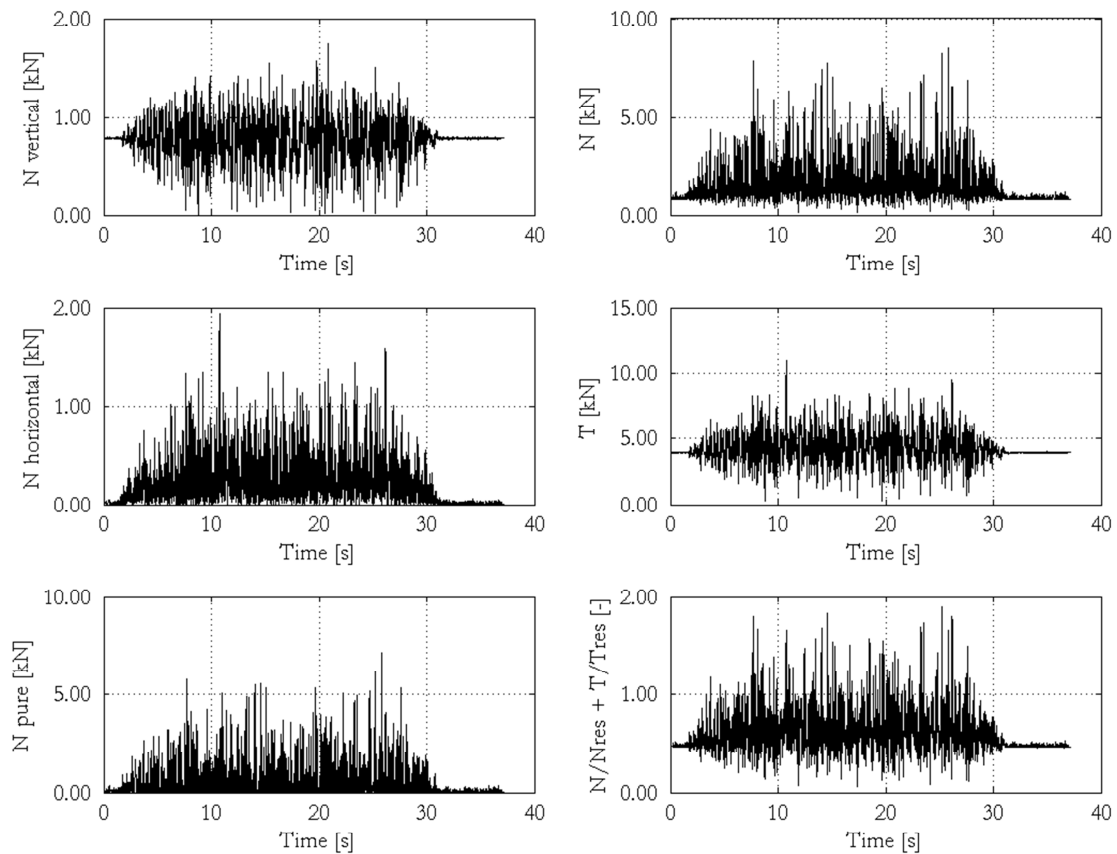 2.00
1.00
0.00
N vertical [kN]
0 10 20 30 40
Time [s]
10.00
5.00
0.00
N [kN]
0 10 20 30 40
Time [s]
2.00
1.00
0.00
N horizontal [kN]
0 10 20 30 40
Time [s]
15.00
10.00
5.00
0.00
T [kN]
0 10 20 30 40
Time [s]
10.00
5.00
0.00
N pure [kN]
0 10 20 30 40
Time [s]
2.00
1.00
0.00
N/Nres + T/Tres [-]
0 10 20 30 40
Time [s]